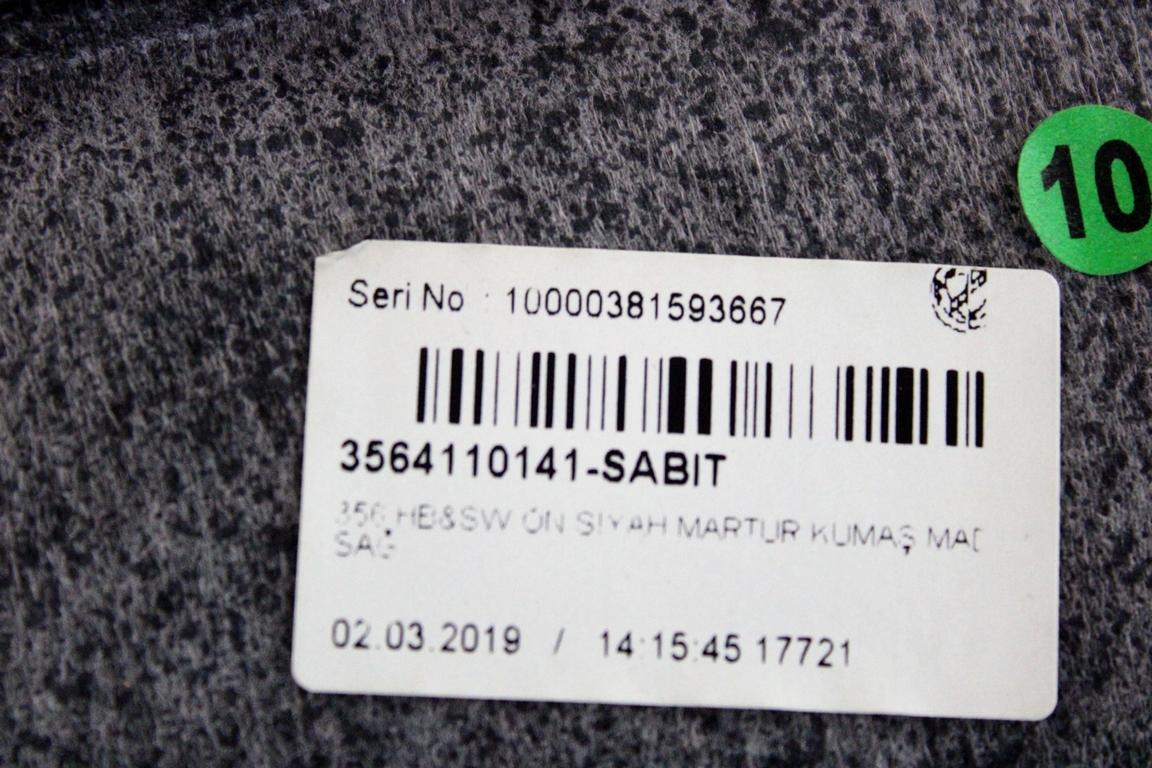 10
Seri No : 10000381593667
3564110141-SABIT
356 HB&SW ÖN SİYAH MARTUR KUMAŞ
SAĞ
02.03.2019 / 14:15:45 17721